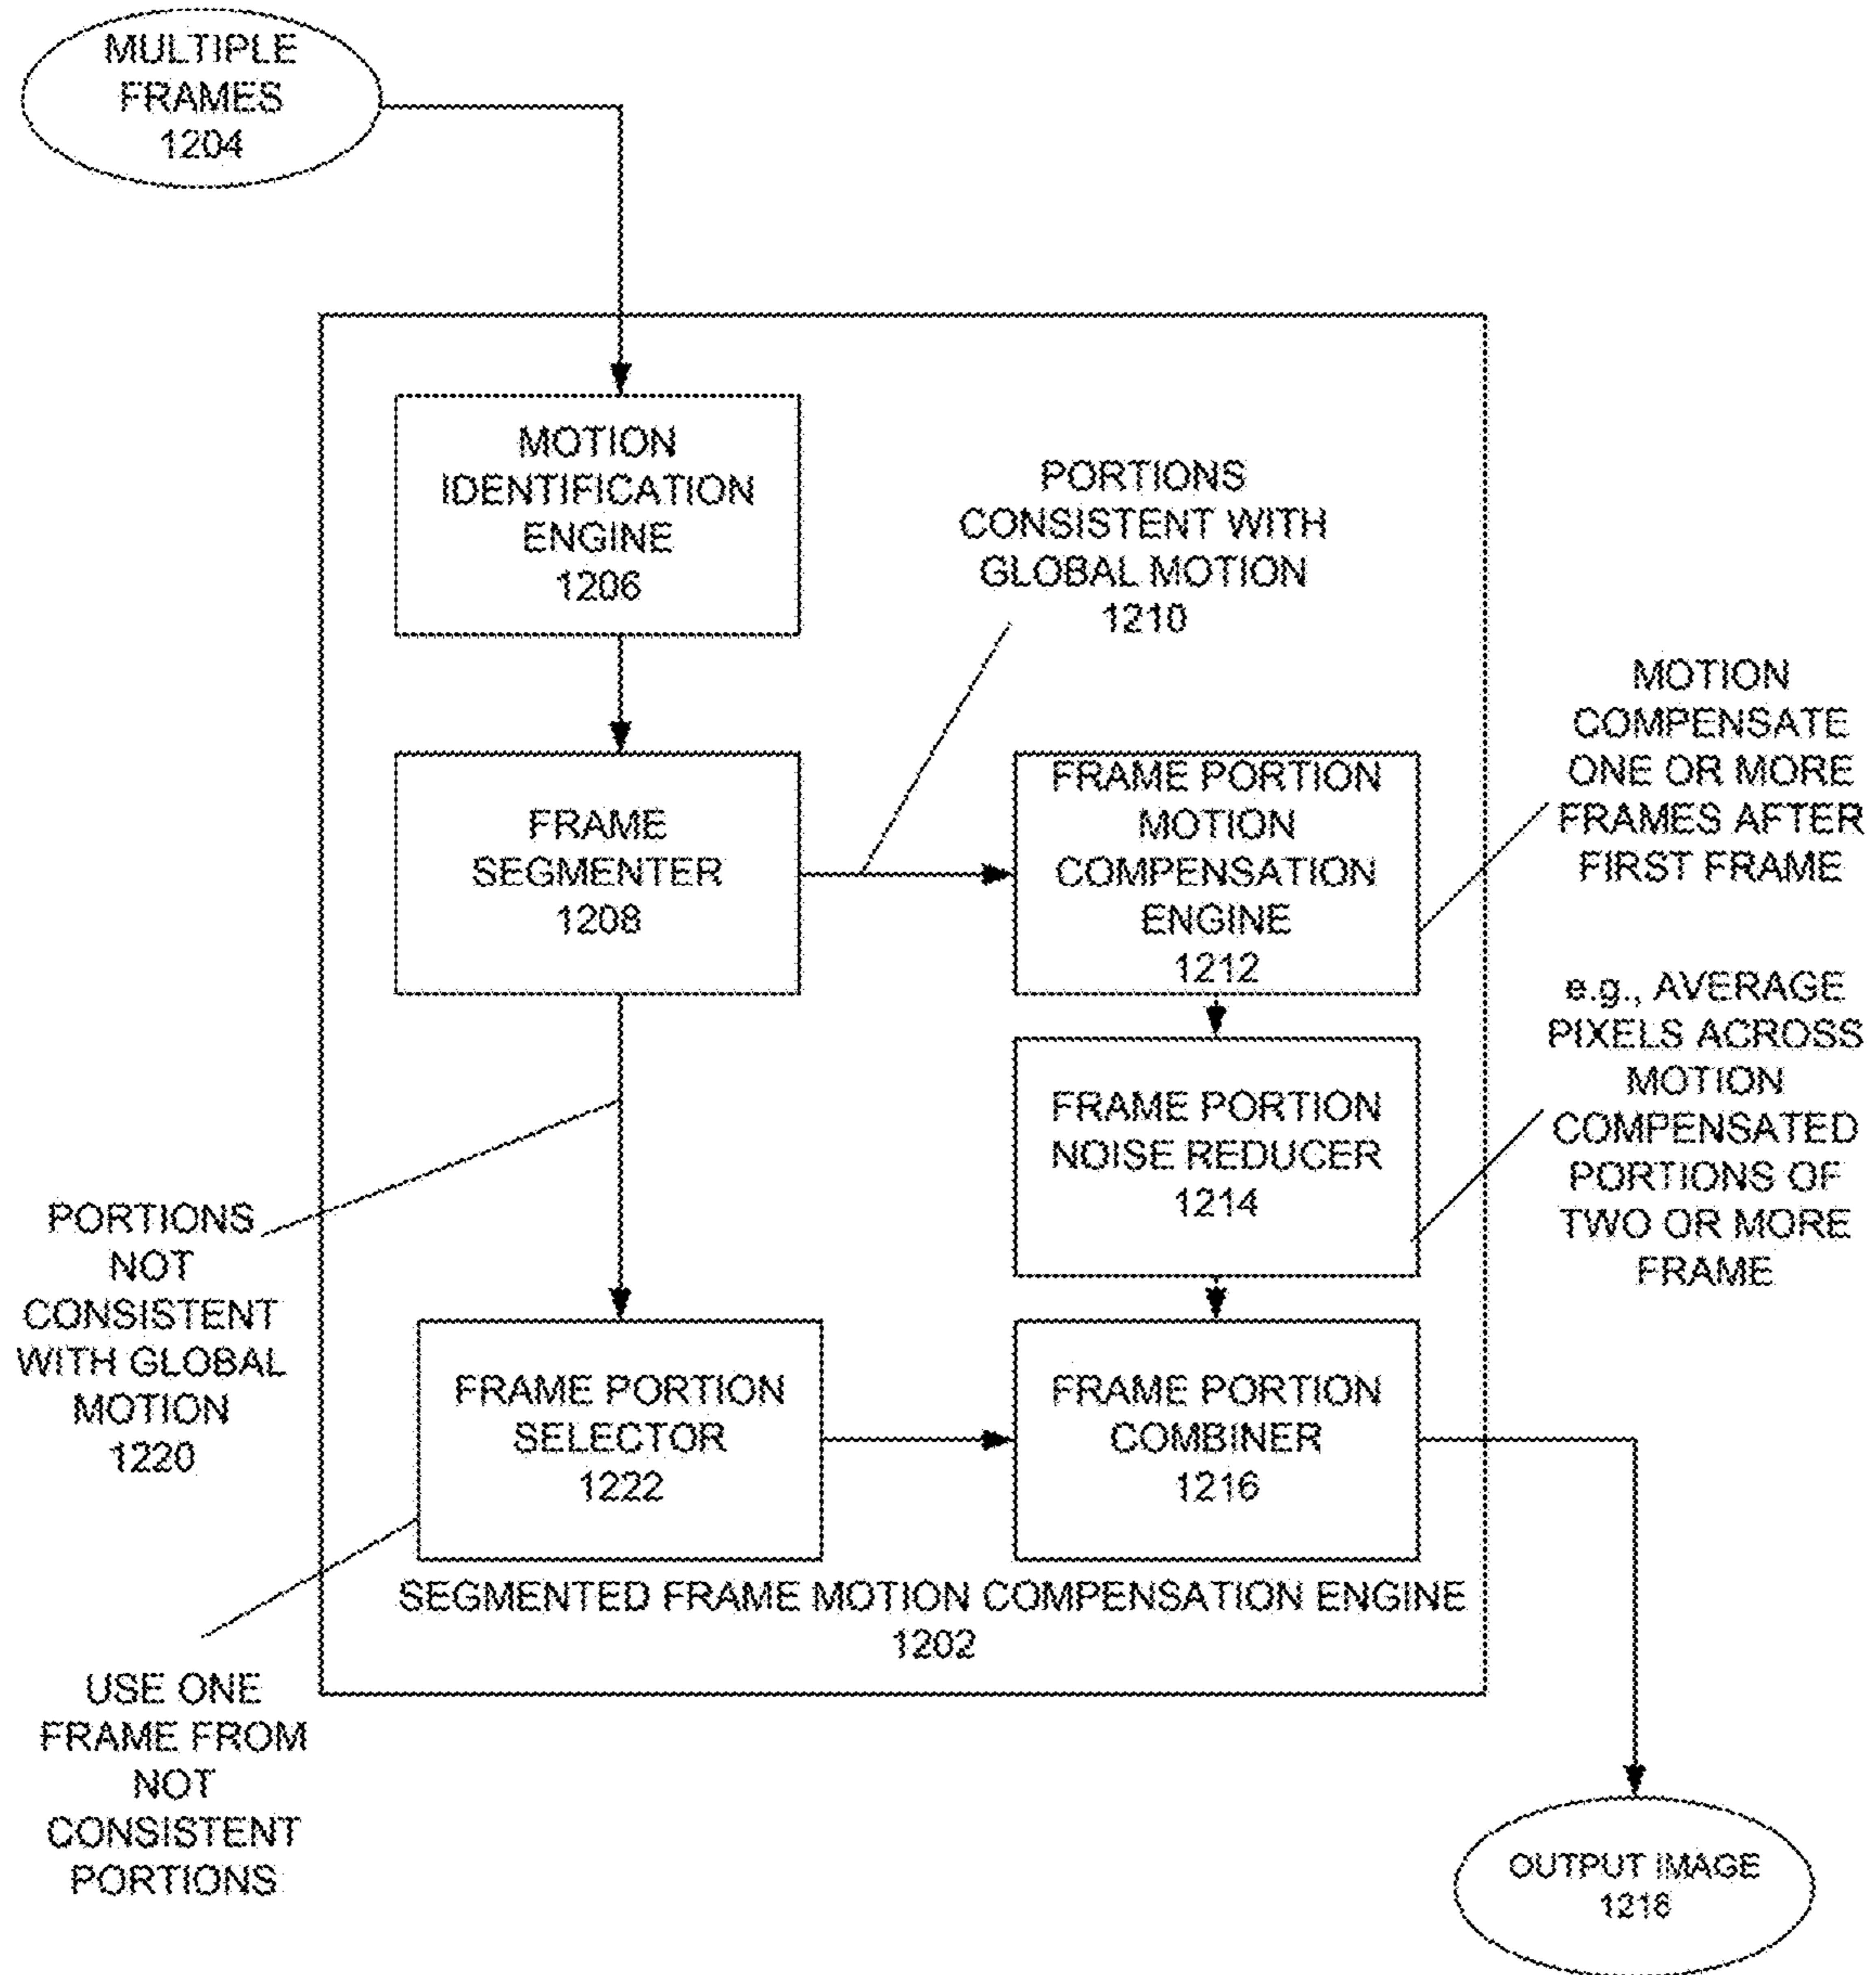 MULTIPLE
FRAMES
1204
MOTION
IDENTIFICATION
ENGINE
1206
PORTIONS
CONSISTENT WITH
GLOBAL MOTION
1210
MOTION
COMPENSATE
ONE OR MORE
FRAMES AFTER
FIRST FRAME
FRAME
SEGMENTER
1208
FRAME PORTION
MOTION
COMPENSATION
ENGINE
1212
e.g., AVERAGE
PIXELS ACROSS
MOTION
COMPENSATED
PORTIONS OF
TWO OR MORE
FRAME
FRAME PORTION
NOISE REDUCER
1214
PORTIONS
NOT
CONSISTENT
WITH GLOBAL
MOTION
1220
FRAME PORTION
SELECTOR
1222
FRAME PORTION
COMBINER
1216
SEGMENTED FRAME MOTION COMPENSATION ENGINE
1202
USE ONE
FRAME FROM
NOT
CONSISTENT
PORTIONS
OUTPUT IMAGE
1218